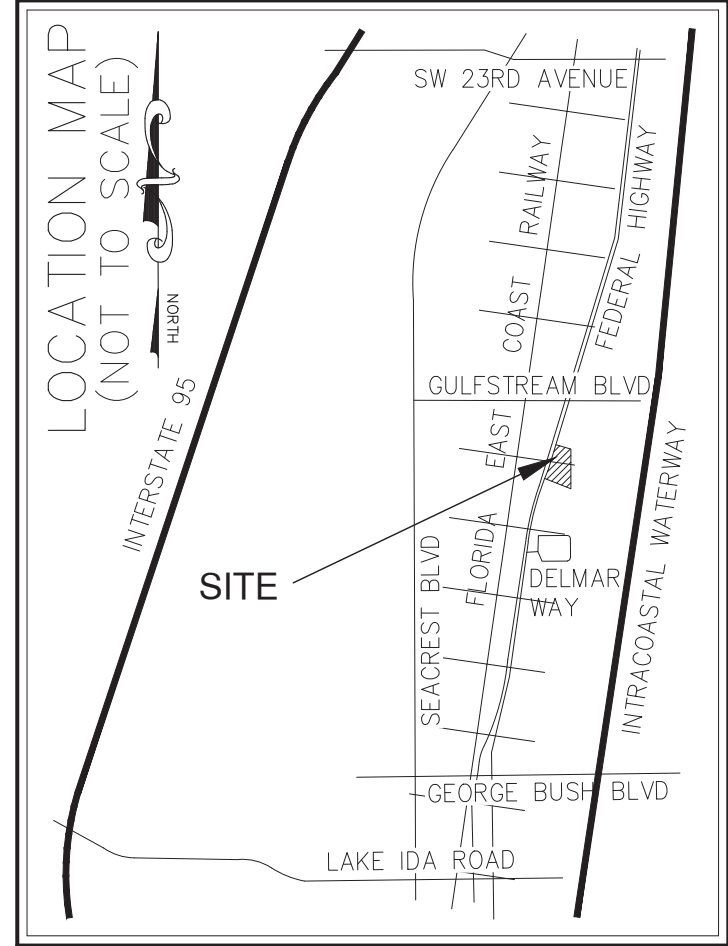 LOCATION MAP
(NOT TO SCALE)
NORTH
SW 23RD AVENUE
FEDERAL HIGHWAY
FLORIDA EAST COAST RAILWAY
GULFSTREAM BLVD
INTERSTATE 95
INTRACOASTAL WATERWAY
SITE
SEACREST BLVD
DELMAR
WAY
GEORGE BUSH BLVD
LAKE IDA ROAD